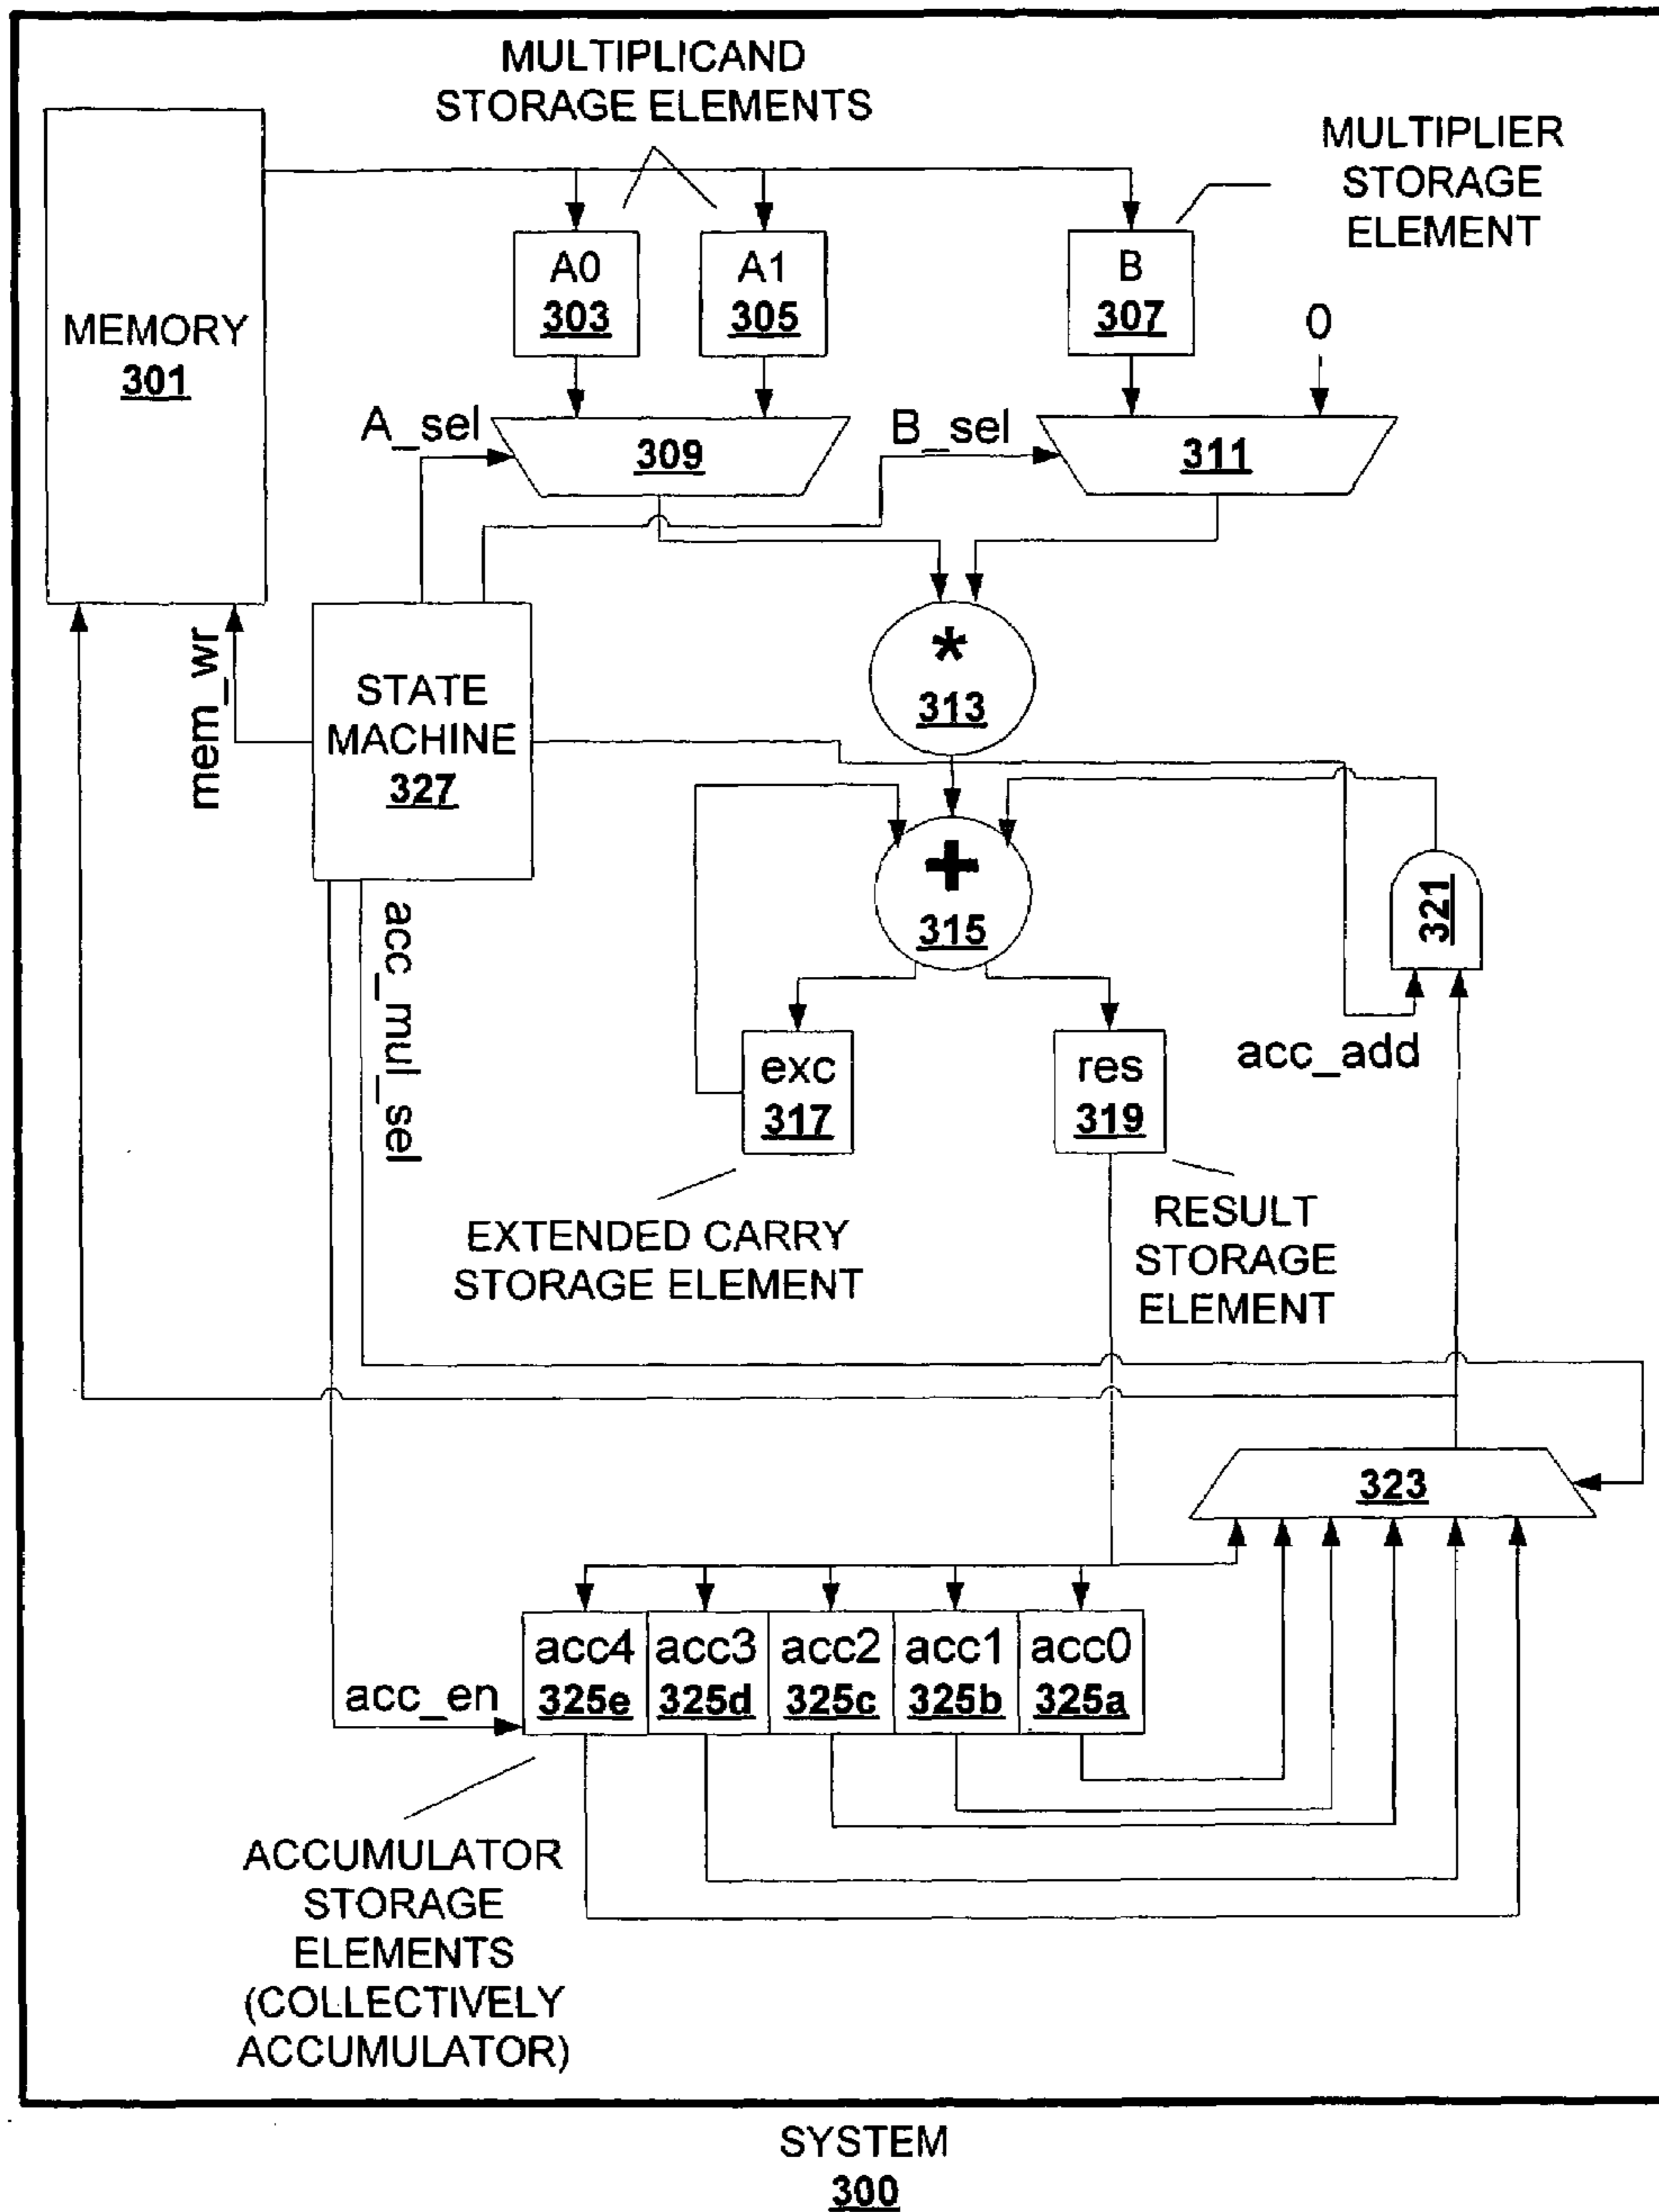 MULTIPLICAND
STORAGE ELEMENTS
MULTIPLIER
STORAGE
ELEMENT
MEMORY
301
A0
303
A1
305
B
307
0
A_sel
309
B_sel
311
mem_wr
STATE
MACHINE
327
*
313
+
315
321
acc_mul_sel
acc_add
exc
317
res
319
EXTENDED CARRY
STORAGE ELEMENT
RESULT
STORAGE
ELEMENT
323
acc_en
acc4
325e
acc3
325d
acc2
325c
acc1
325b
acc0
325a
ACCUMULATOR
STORAGE
ELEMENTS
(COLLECTIVELY
ACCUMULATOR)
SYSTEM
300